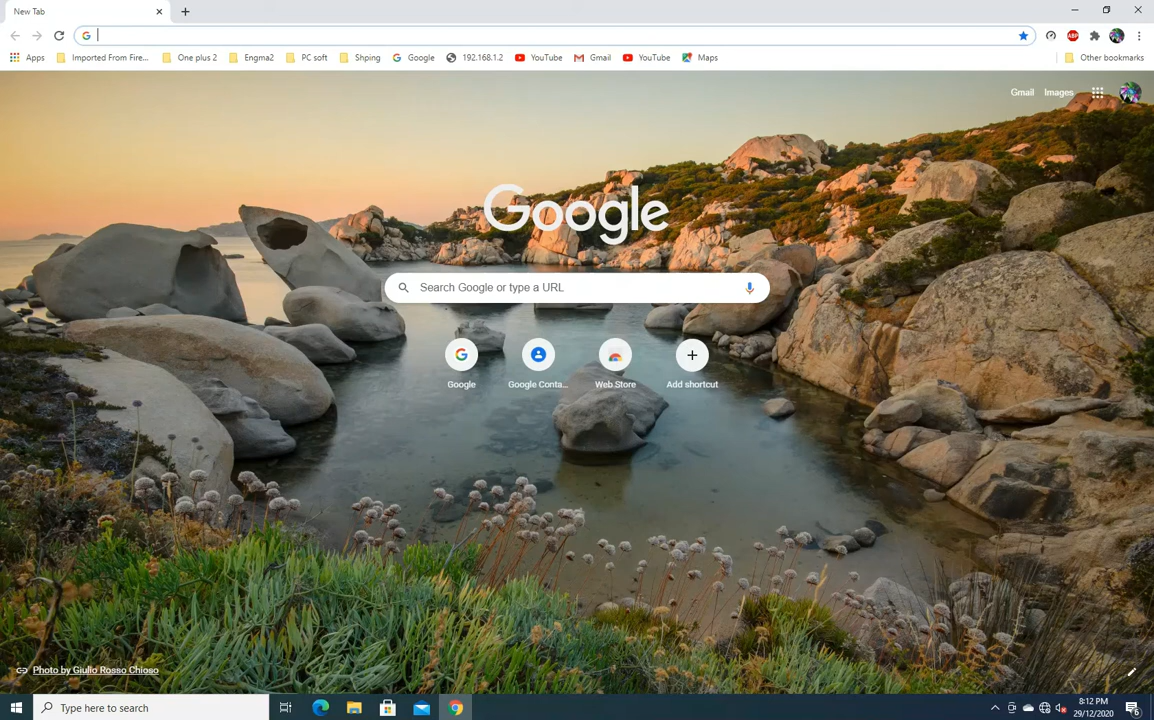 New Tab
Apps Imported From Fire... One plus 2 Engma2 PC soft Shping Google 192.168.1.2 YouTube Gmail YouTube Maps Other bookmarks
Gmail Images
Google
Search Google or type a URL
Google Google Conta... Web Store Add shortcut
Photo by Giulio Rosso Chioso
Type here to search
8:12 PM
29/12/2020